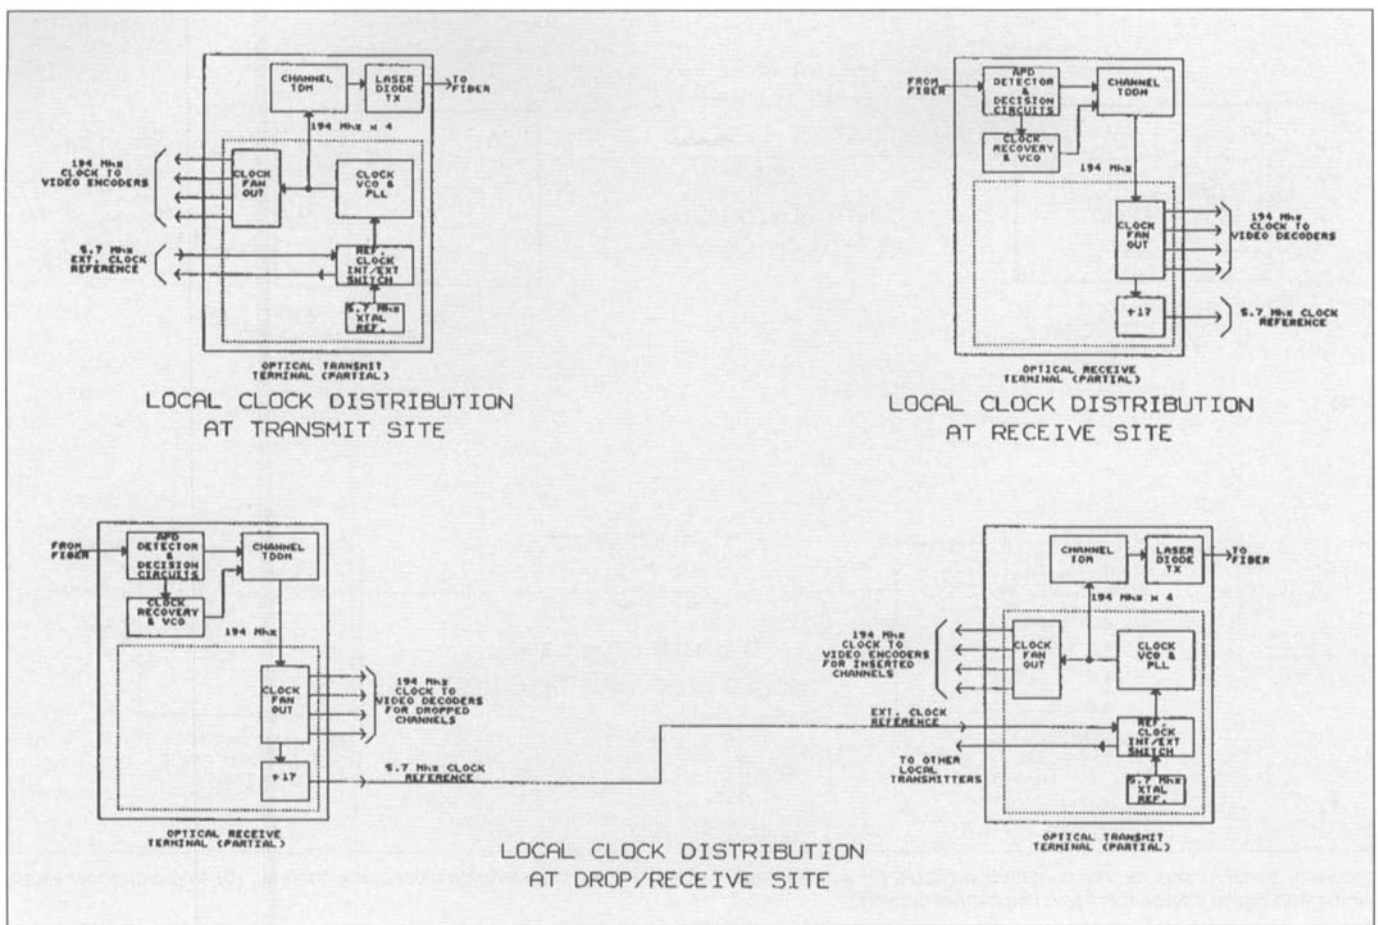 CHANNEL
TDM
LASER
DIODE
TX
TO
FIBER
194 Mhz x 4
194 Mhz
CLOCK TO
VIDEO ENCODERS
CLOCK
FAN
OUT
CLOCK
VCO &
PLL
5.7 Mhz
EXT. CLOCK
REFERENCE
REF.
CLOCK
INT/EXT
SWITCH
5.7 Mhz
XTAL
REF.
OPTICAL TRANSMIT
TERMINAL (PARTIAL)
LOCAL CLOCK DISTRIBUTION
AT TRANSMIT SITE
FROM
FIBER
APD
DETECTOR
&
DECISION
CIRCUITS
CHANNEL
TDDM
CLOCK
RECOVERY
& VCO
194 Mhz
CLOCK
FAN
OUT
194 Mhz
CLOCK TO
VIDEO DECODERS
÷17
5.7 Mhz CLOCK
REFERENCE
OPTICAL RECEIVE
TERMINAL (PARTIAL)
LOCAL CLOCK DISTRIBUTION
AT RECEIVE SITE
FROM
FIBER
APD
DETECTOR
&
DECISION
CIRCUITS
CHANNEL
TDDM
CLOCK
RECOVERY
& VCO
194 Mhz
CLOCK
FAN
OUT
194 Mhz
CLOCK TO
VIDEO DECODERS
FOR DROPPED
CHANNELS
÷17
5.7 Mhz CLOCK
REFERENCE
OPTICAL RECEIVE
TERMINAL (PARTIAL)
CHANNEL
TDM
LASER
DIODE
TX
TO
FIBER
194 Mhz x 4
194 Mhz
CLOCK TO
VIDEO ENCODERS
FOR INSERTED
CHANNELS
CLOCK
FAN
OUT
CLOCK
VCO &
PLL
EXT. CLOCK
REFERENCE
REF.
CLOCK
INT/EXT
SWITCH
TO OTHER
LOCAL
TRANSMITTERS
5.7 Mhz
XTAL
REF.
OPTICAL TRANSMIT
TERMINAL (PARTIAL)
LOCAL CLOCK DISTRIBUTION
AT DROP/RECEIVE SITE